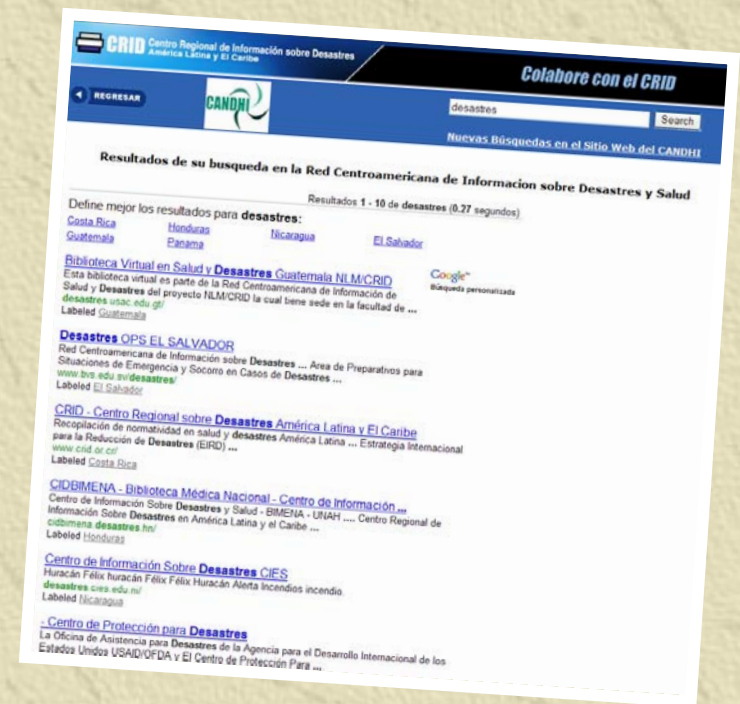 CRID Centro Regional de Información sobre Desastres
América Latina y El Caribe
Colabore con el CRID
REGRESAR
CANDHI
desastres
Search
Nuevas Búsquedas en el Sitio Web del CANDHI
Resultados de su busqueda en la Red Centroamericana de Informacion sobre Desastres y Salud
Resultados 1 - 10 de desastres (0.27 segundos)
Define mejor los resultados para desastres:
Costa Rica Honduras Nicaragua El Salvador
Guatemala Panama
Biblioteca Virtual en Salud y Desastres Guatemala NLM/CRID
Esta biblioteca virtual es parte de la Red Centroamericana de Información de
Salud y Desastres del proyecto NLM/CRID la cual tiene sede en la facultad de ...
desastres.usac.edu.gt/
Labeled Guatemala
Google™
Búsqueda personalizada
Desastres OPS EL SALVADOR
Red Centroamericana de Información sobre Desastres ... Area de Preparativos para
Situaciones de Emergencia y Socorro en Casos de Desastres ...
www.bvs.edu.sv/desastres/
Labeled El Salvador
CRID - Centro Regional sobre Desastres América Latina y El Caribe
Recopilación de normatividad en salud y desastres América Latina ... Estrategia Internacional
para la Reducción de Desastres (EIRD) ...
www.crid.or.cr/
Labeled Costa Rica
CIDBIMENA - Biblioteca Médica Nacional - Centro de Información ...
Centro de Información Sobre Desastres y Salud - BIMENA - UNAH .... Centro Regional de
Información Sobre Desastres en América Latina y el Caribe ...
cidbimena.desastres.hn/
Labeled Honduras
Centro de Información Sobre Desastres CIES
Huracán Félix huracán Félix Félix Huracán Alerta Incendios incendio.
desastres.cies.edu.ni/
Labeled Nicaragua
- Centro de Protección para Desastres
La Oficina de Asistencia para Desastres de la Agencia para el Desarrollo Internacional de los
Estados Unidos USAID/OFDA y El Centro de Protección Para ...